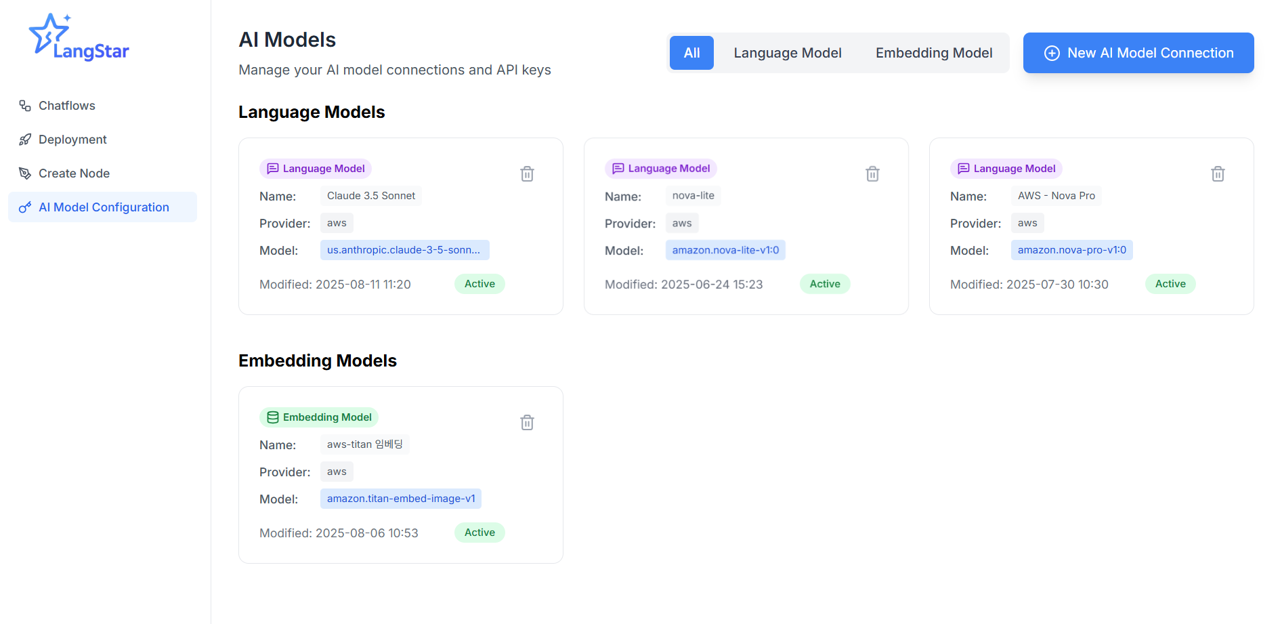 LangStar
Chatflows
Deployment
Create Node
AI Model Configuration
AI Models
Manage your AI model connections and API keys
All
Language Model
Embedding Model
New AI Model Connection
Language Models
Language Model
Name: Claude 3.5 Sonnet
Provider: aws
Model: us.anthropic.claude-3-5-sonn...
Modified: 2025-08-11 11:20 Active
Language Model
Name: nova-lite
Provider: aws
Model: amazon.nova-lite-v1:0
Modified: 2025-06-24 15:23 Active
Language Model
Name: AWS - Nova Pro
Provider: aws
Model: amazon.nova-pro-v1:0
Modified: 2025-07-30 10:30 Active
Embedding Models
Embedding Model
Name: aws-titan 임베딩
Provider: aws
Model: amazon.titan-embed-image-v1
Modified: 2025-08-06 10:53 Active